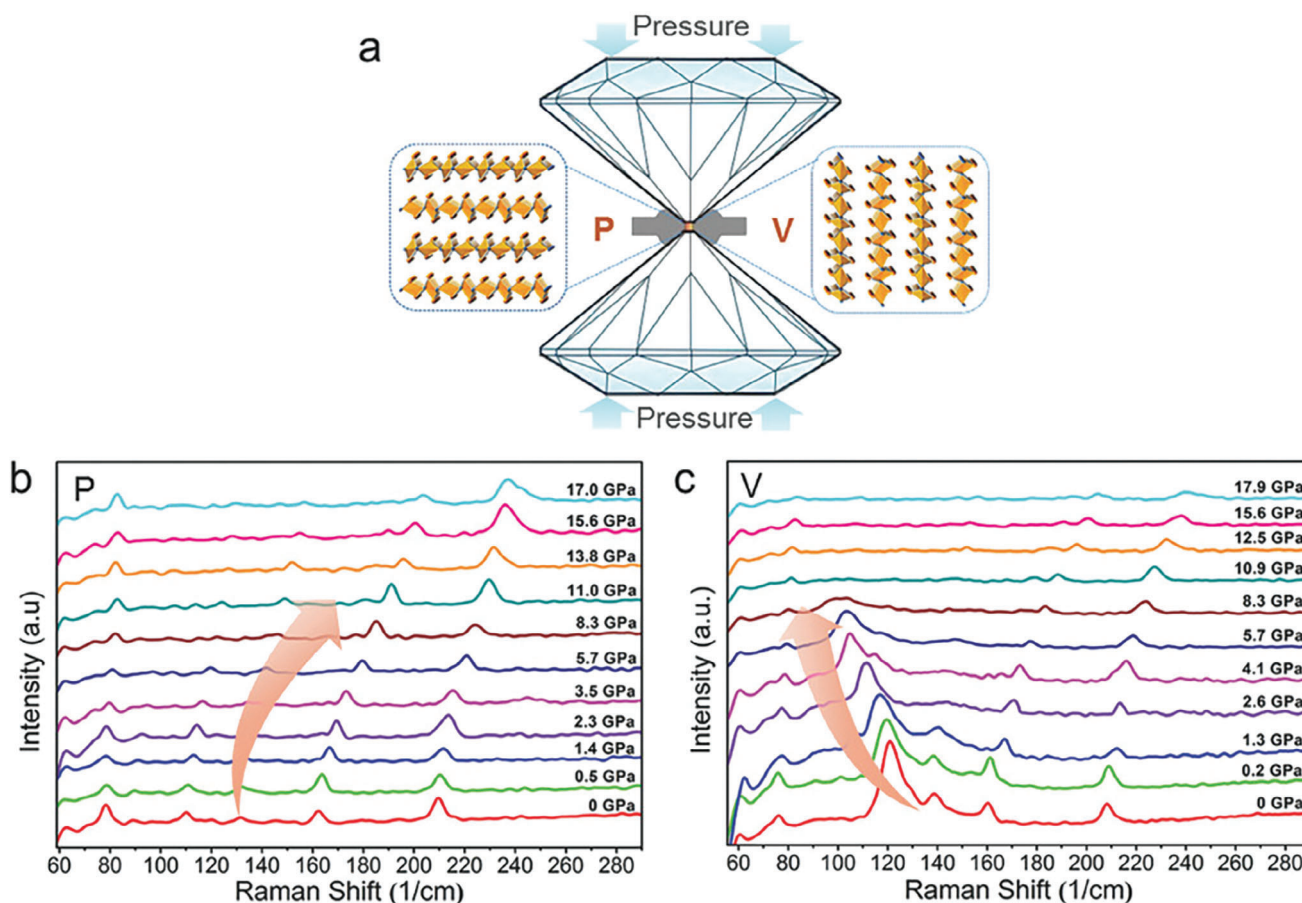 a
Pressure
P
V
Pressure
b
P
17.0 GPa
15.6 GPa
13.8 GPa
11.0 GPa
8.3 GPa
5.7 GPa
3.5 GPa
2.3 GPa
1.4 GPa
0.5 GPa
0 GPa
Intensity (a.u)
60 80 100 120 140 160 180 200 220 240 260 280
Raman Shift (1/cm)
c
V
17.9 GPa
15.6 GPa
12.5 GPa
10.9 GPa
8.3 GPa
5.7 GPa
4.1 GPa
2.6 GPa
1.3 GPa
0.2 GPa
0 GPa
Intensity (a.u.)
60 80 100 120 140 160 180 200 220 240 260 280
Raman Shift (1/cm)